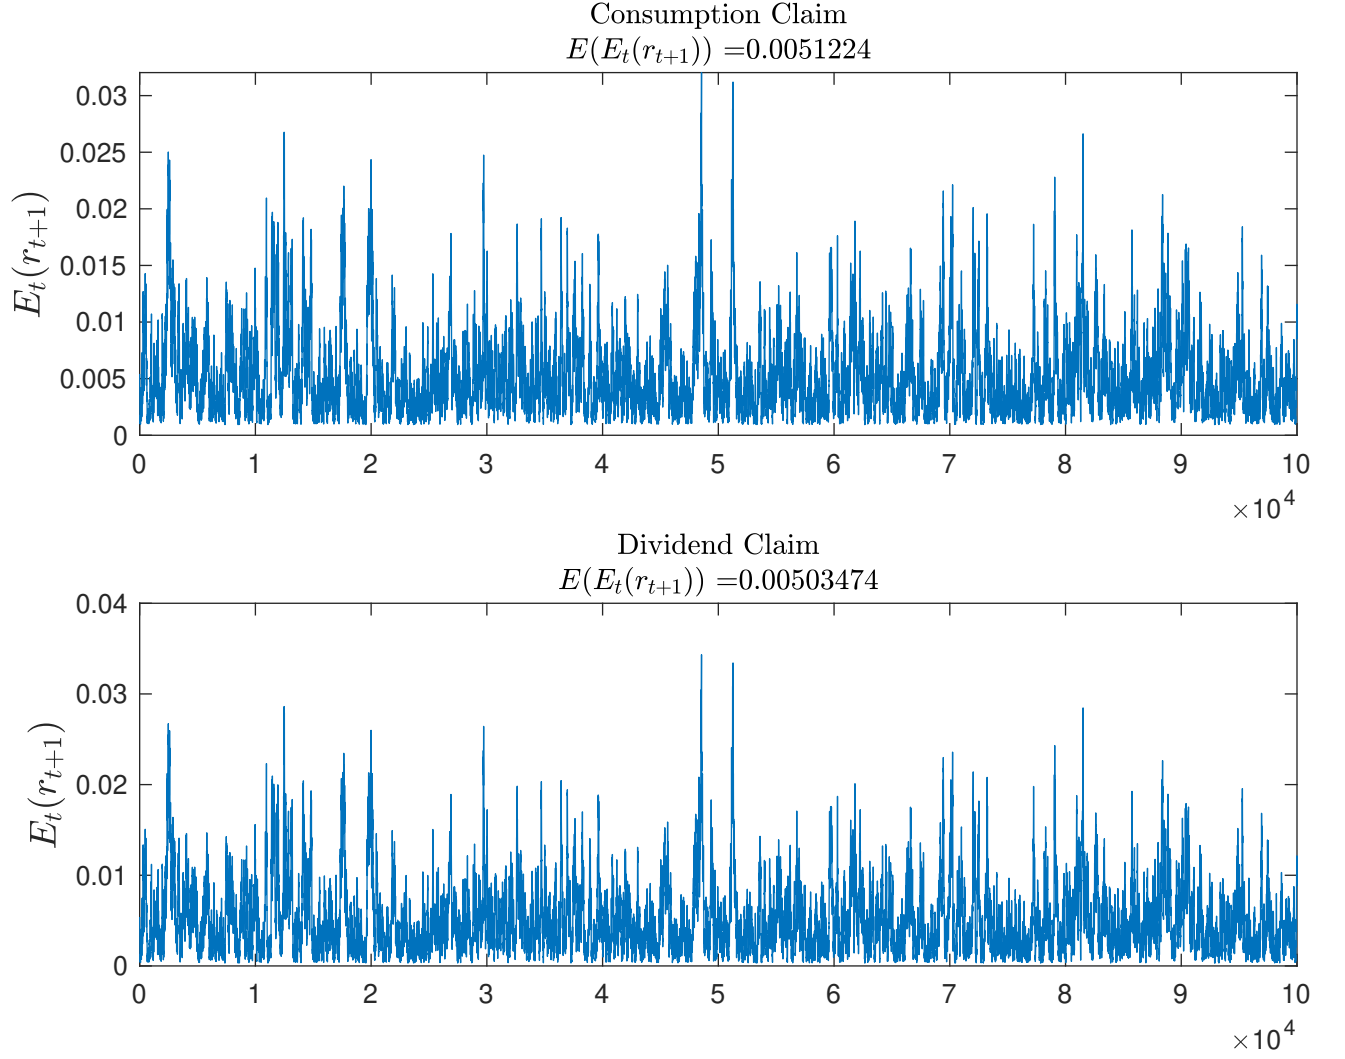 Consumption Claim
E(E_t(r_{t+1})) =0.0051224
E_t(r_{t+1})
0.03
0.025
0.02
0.015
0.01
0.005
0
0 1 2 3 4 5 6 7 8 9 10
×10^4
Dividend Claim
E(E_t(r_{t+1})) =0.00503474
E_t(r_{t+1})
0.04
0.03
0.02
0.01
0
0 1 2 3 4 5 6 7 8 9 10
×10^4